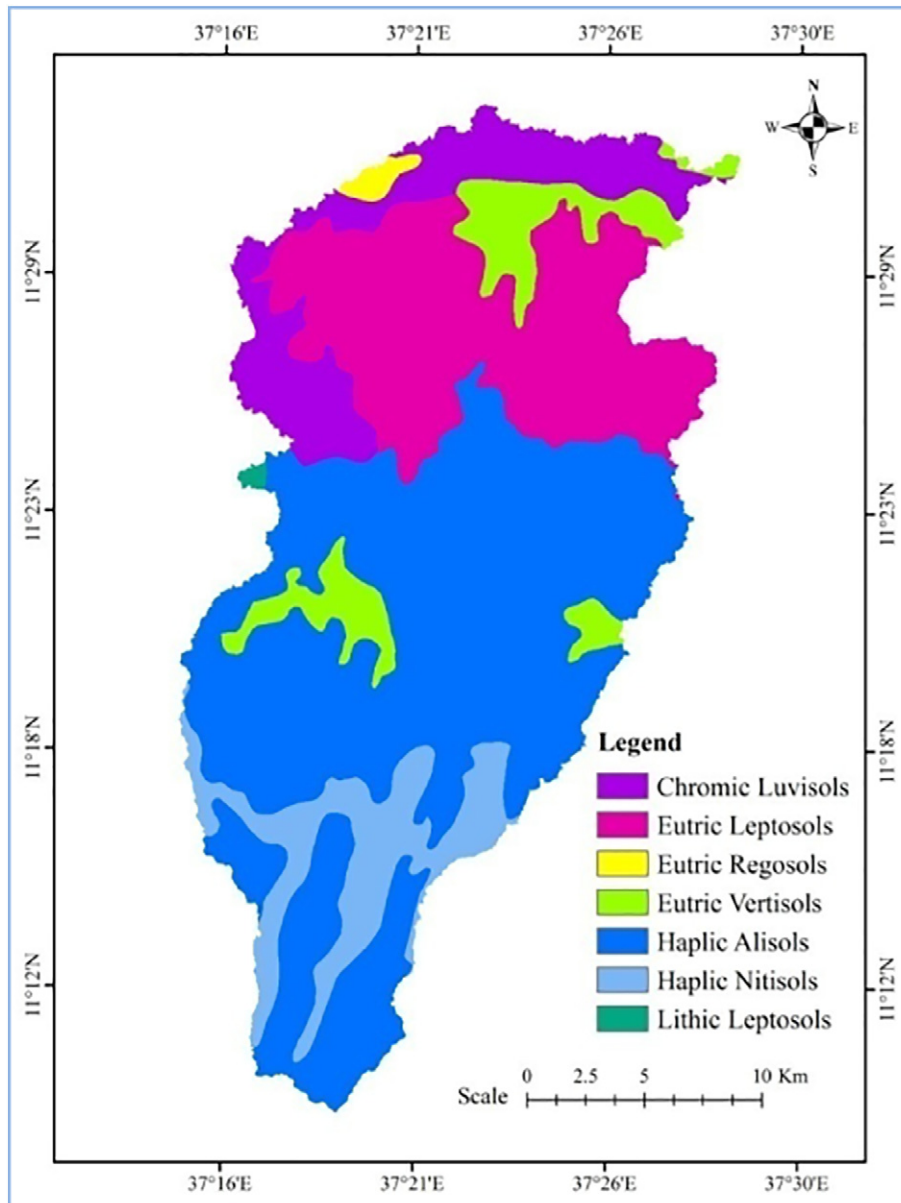 37°16'E 37°21'E 37°26'E 37°30'E
N
W E
S
11°29'N 11°29'N
11°23'N 11°23'N
11°18'N 11°18'N
Legend
Chromic Luvisols
Eutric Leptosols
Eutric Regosols
Eutric Vertisols
Haplic Alisols
Haplic Nitisols
Lithic Leptosols
11°12'N 11°12'N
0 2.5 5 10 Km
Scale
37°16'E 37°21'E 37°26'E 37°30'E